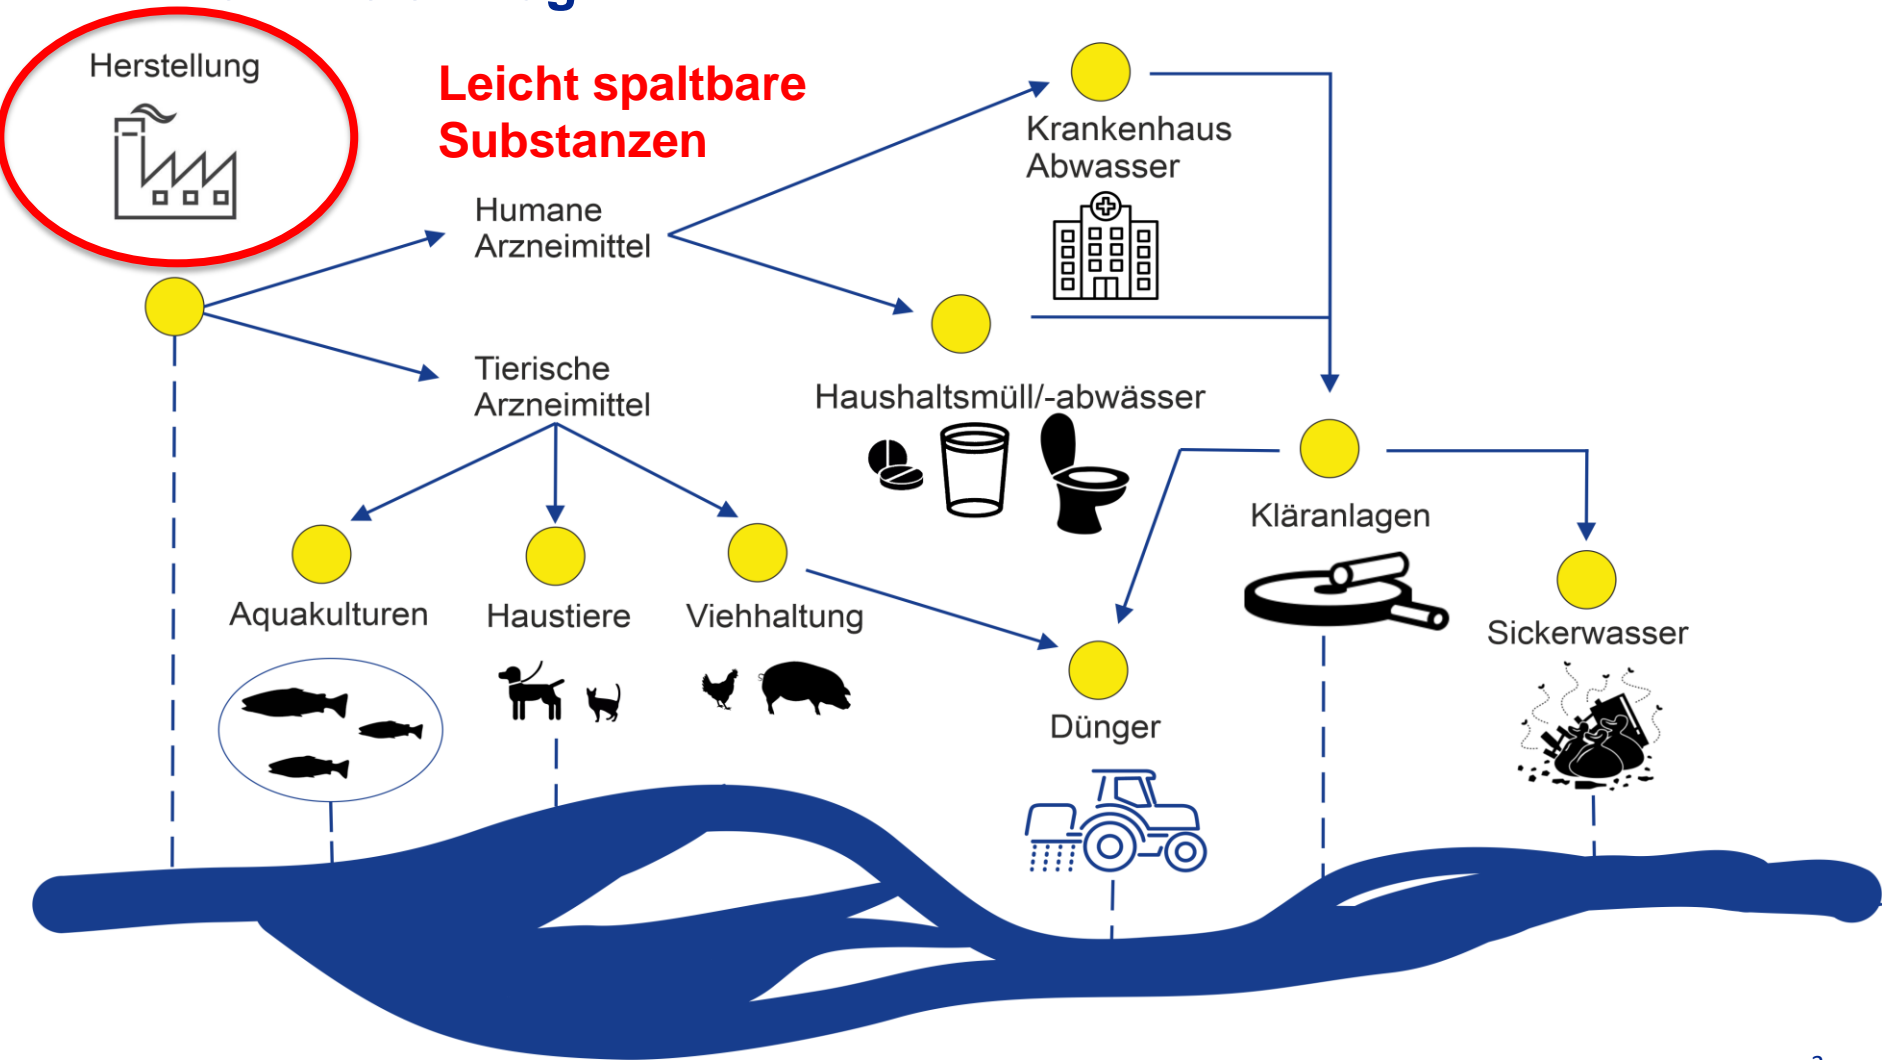 Herstellung
Leicht spaltbare
Substanzen
Krankenhaus
Abwasser
Humane
Arzneimittel
Tierische
Arzneimittel
Haushaltsmüll/-abwässer
Kläranlagen
Aquakulturen
Haustiere
Viehhaltung
Sickerwasser
Dünger